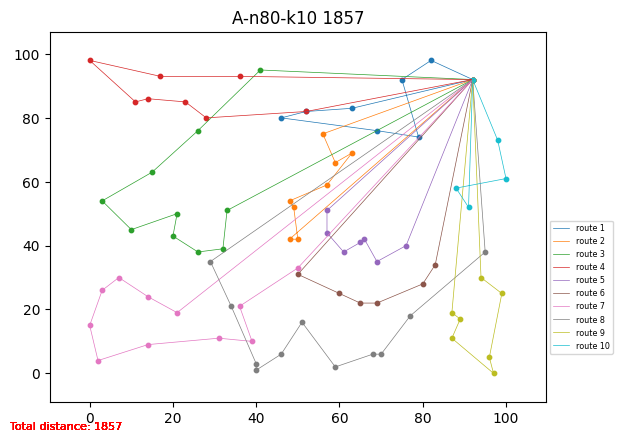 A-n80-k10 1857
100
80
60
40
20
0
0 20 40 60 80 100
route 1
route 2
route 3
route 4
route 5
route 6
route 7
route 8
route 9
route 10
Total distance: 1857